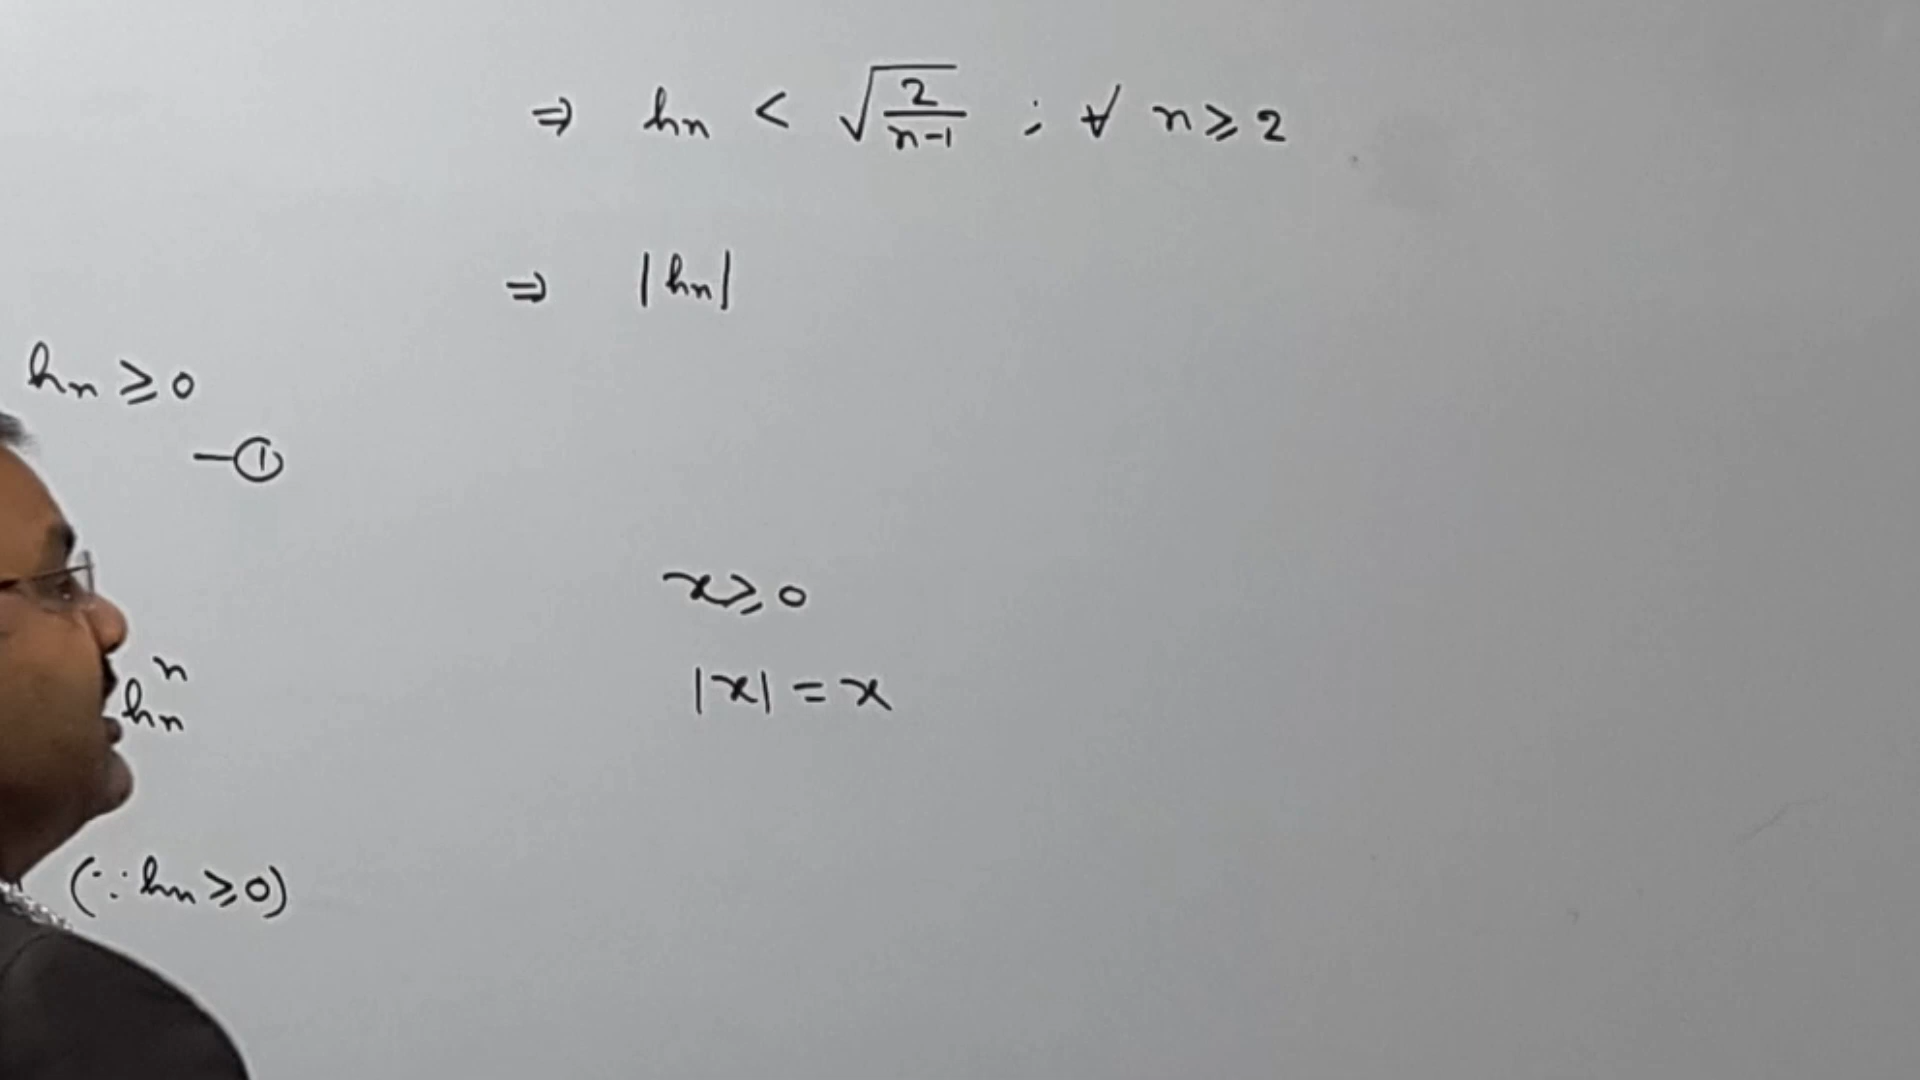 ⇒ hₙ < √(2/(n-1)) ; ∀ n ≥ 2
⇒ |hₙ|
hₙ ≥ 0
—①
x ≥ 0
hₙⁿ
|x| = x
(∵ hₙ ≥ 0)